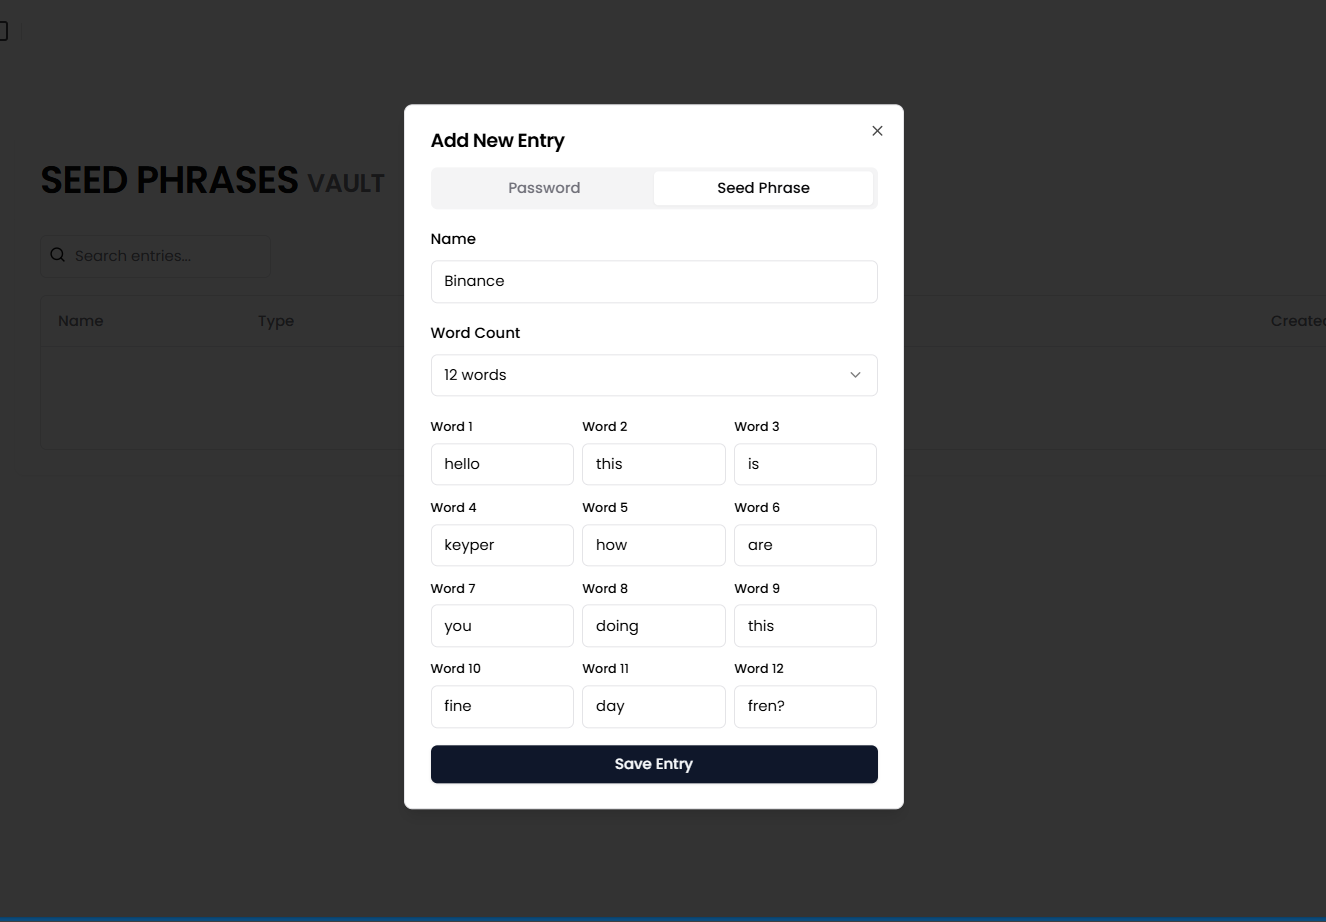 Add New Entry
Password Seed Phrase
SEED PHRASES VAULT
Name
Search entries...
Binance
Name Type Created
Word Count
12 words
Word 1 Word 2 Word 3
hello this is
Word 4 Word 5 Word 6
keyper how are
Word 7 Word 8 Word 9
you doing this
Word 10 Word 11 Word 12
fine day fren?
Save Entry